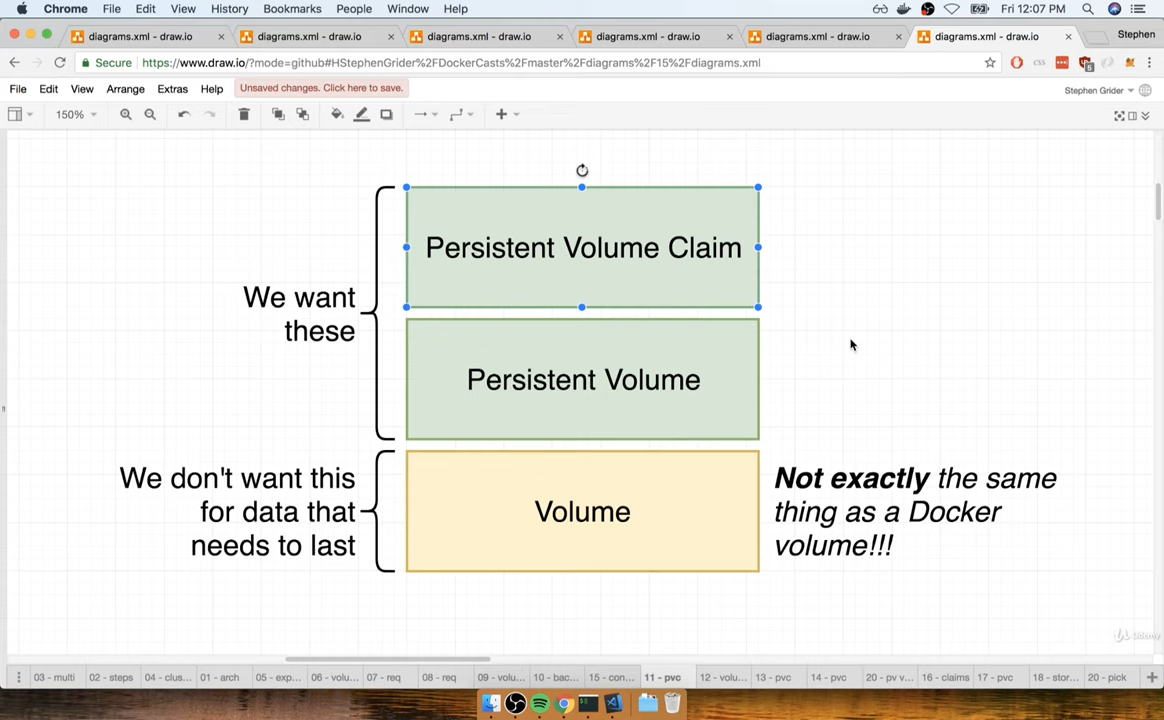 Chrome File Edit View History Bookmarks People Window Help Fri 12:07 PM
diagrams.xml - draw.io diagrams.xml - draw.io diagrams.xml - draw.io diagrams.xml - draw.io diagrams.xml - draw.io diagrams.xml - draw.io Stephen
Secure https://www.draw.io/?mode=github#HStephenGrider%2FDockerCasts%2Fmaster%2Fdiagrams%2F15%2Fdiagrams.xml
File Edit View Arrange Extras Help Unsaved changes. Click here to save. Stephen Grider
150%
Persistent Volume Claim
We want
these
Persistent Volume
We don't want this
for data that
needs to last
Volume
Not exactly the same
thing as a Docker
volume!!!
Udemy
03 - multi 02 - steps 04 - clus... 01 - arch 05 - exp... 06 - volu... 07 - req 08 - req 09 - volu... 10 - bac... 15 - con... 11 - pvc 12 - volu... 13 - pvc 14 - pvc 20 - pv v... 16 - claims 17 - pvc 18 - stor... 20 - pick